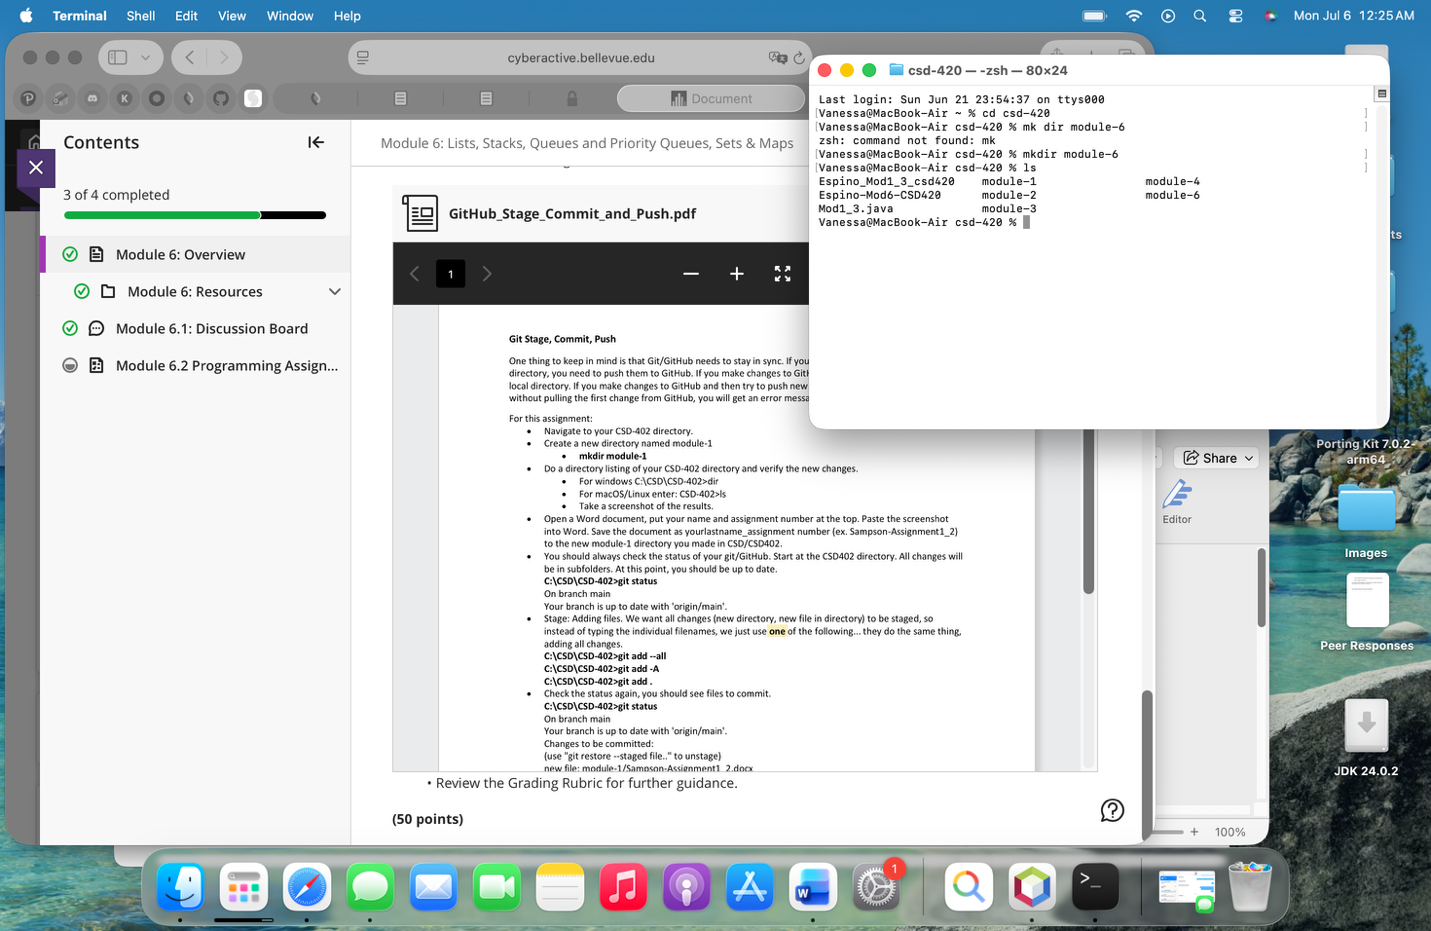 Terminal Shell Edit View Window Help
Mon Jul 6 12:25 AM
cyberactive.bellevue.edu
Document
Contents
3 of 4 completed
Module 6: Overview
Module 6: Resources
Module 6.1: Discussion Board
Module 6.2 Programming Assign...
Module 6: Lists, Stacks, Queues and Priority Queues, Sets & Maps
GitHub_Stage_Commit_and_Push.pdf
1
Git Stage, Commit, Push
One thing to keep in mind is that Git/GitHub needs to stay in sync. If you
directory, you need to push them to GitHub. If you make changes to GitH
local directory. If you make changes to GitHub and then try to push new
without pulling the first change from GitHub, you will get an error messa
For this assignment:
• Navigate to your CSD-402 directory.
• Create a new directory named module-1
• mkdir module-1
• Do a directory listing of your CSD-402 directory and verify the new changes.
• For windows C:\CSD\CSD-402>dir
• For macOS/Linux enter: CSD-402>ls
• Take a screenshot of the results.
• Open a Word document, put your name and assignment number at the top. Paste the screenshot
into Word. Save the document as yourlastname_assignment number (ex. Sampson-Assignment1_2)
to the new module-1 directory you made in CSD/CSD402.
• You should always check the status of your git/GitHub. Start at the CSD402 directory. All changes will
be in subfolders. At this point, you should be up to date.
C:\CSD\CSD-402>git status
On branch main
Your branch is up to date with 'origin/main'.
• Stage: Adding files. We want all changes (new directory, new file in directory) to be staged, so
instead of typing the individual filenames, we just use one of the following... they do the same thing,
adding all changes.
C:\CSD\CSD-402>git add --all
C:\CSD\CSD-402>git add -A
C:\CSD\CSD-402>git add .
• Check the status again, you should see files to commit.
C:\CSD\CSD-402>git status
On branch main
Your branch is up to date with 'origin/main'.
Changes to be committed:
(use "git restore --staged file.." to unstage)
new file: module-1/Sampson-Assignment1_2.docx
• Review the Grading Rubric for further guidance.
(50 points)
csd-420 — -zsh — 80×24
Last login: Sun Jun 21 23:54:37 on ttys000
[Vanessa@MacBook-Air ~ % cd csd-420 ]
[Vanessa@MacBook-Air csd-420 % mk dir module-6 ]
zsh: command not found: mk
[Vanessa@MacBook-Air csd-420 % mkdir module-6 ]
[Vanessa@MacBook-Air csd-420 % ls ]
Espino_Mod1_3_csd420 module-1 module-4
Espino-Mod6-CSD420 module-2 module-6
Mod1_3.java module-3
Vanessa@MacBook-Air csd-420 %
ts
Porting Kit 7.0.2-
arm64
Share
Editor
Images
Peer Responses
JDK 24.0.2
100%
1
W